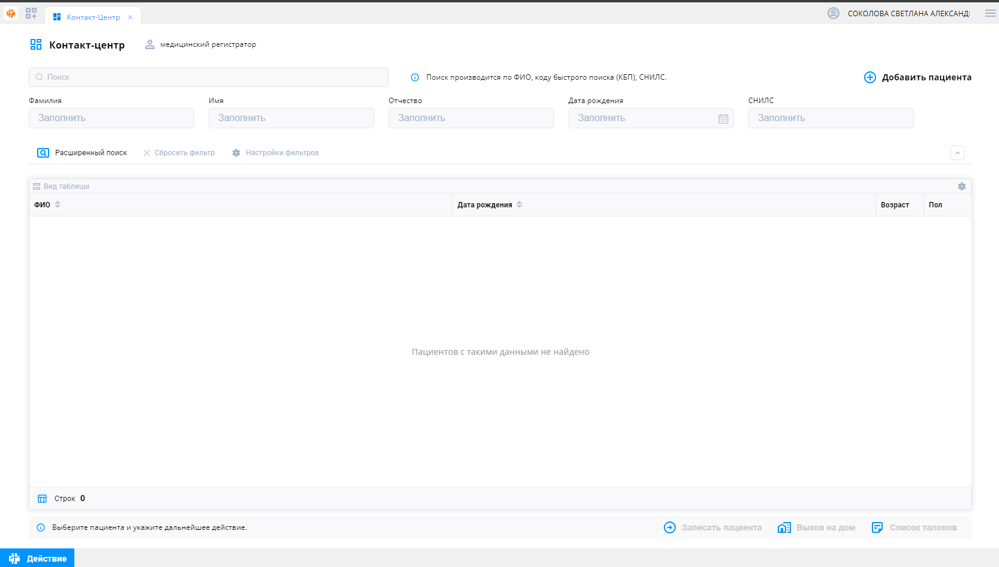 Контакт-Центр
СОКОЛОВА СВЕТЛАНА АЛЕКСАНД
Контакт-центр
медицинский регистратор
Поиск
Поиск производится по ФИО, коду быстрого поиска (КБП), СНИЛС.
Добавить пациента
Фамилия Имя Отчество Дата рождения СНИЛС
Заполнить Заполнить Заполнить Заполнить Заполнить
Расширенный поиск Сбросить фильтр Настройки фильтров
Вид таблицы
ФИО Дата рождения Возраст Пол
Пациентов с такими данными не найдено
Строк 0
Выберите пациента и укажите дальнейшее действие.
Записать пациента Вызов на дом Список талонов
Действие